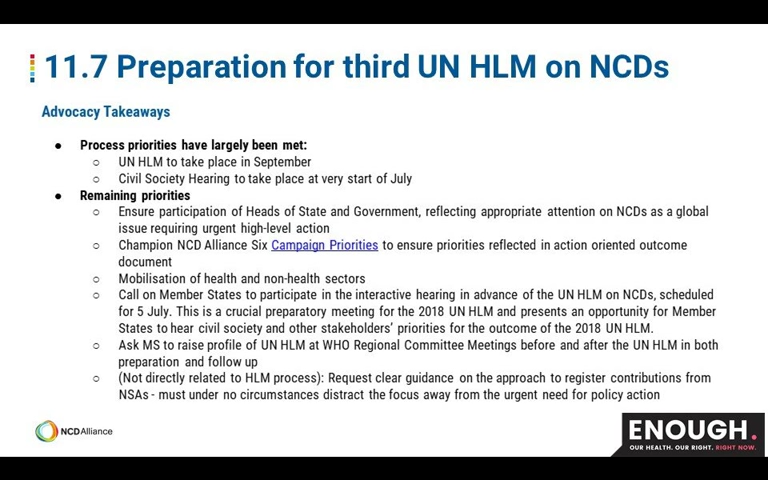 11.7 Preparation for third UN HLM on NCDs
Advocacy Takeaways
● Process priorities have largely been met:
○ UN HLM to take place in September
○ Civil Society Hearing to take place at very start of July
● Remaining priorities
○ Ensure participation of Heads of State and Government, reflecting appropriate attention on NCDs as a global
issue requiring urgent high-level action
○ Champion NCD Alliance Six Campaign Priorities to ensure priorities reflected in action oriented outcome
document
○ Mobilisation of health and non-health sectors
○ Call on Member States to participate in the interactive hearing in advance of the UN HLM on NCDs, scheduled
for 5 July. This is a crucial preparatory meeting for the 2018 UN HLM and presents an opportunity for Member
States to hear civil society and other stakeholders’ priorities for the outcome of the 2018 UN HLM.
○ Ask MS to raise profile of UN HLM at WHO Regional Committee Meetings before and after the UN HLM in both
preparation and follow up
○ (Not directly related to HLM process): Request clear guidance on the approach to register contributions from
NSAs - must under no circumstances distract the focus away from the urgent need for policy action
NCD Alliance
ENOUGH.
OUR HEALTH. OUR RIGHT. RIGHT NOW.